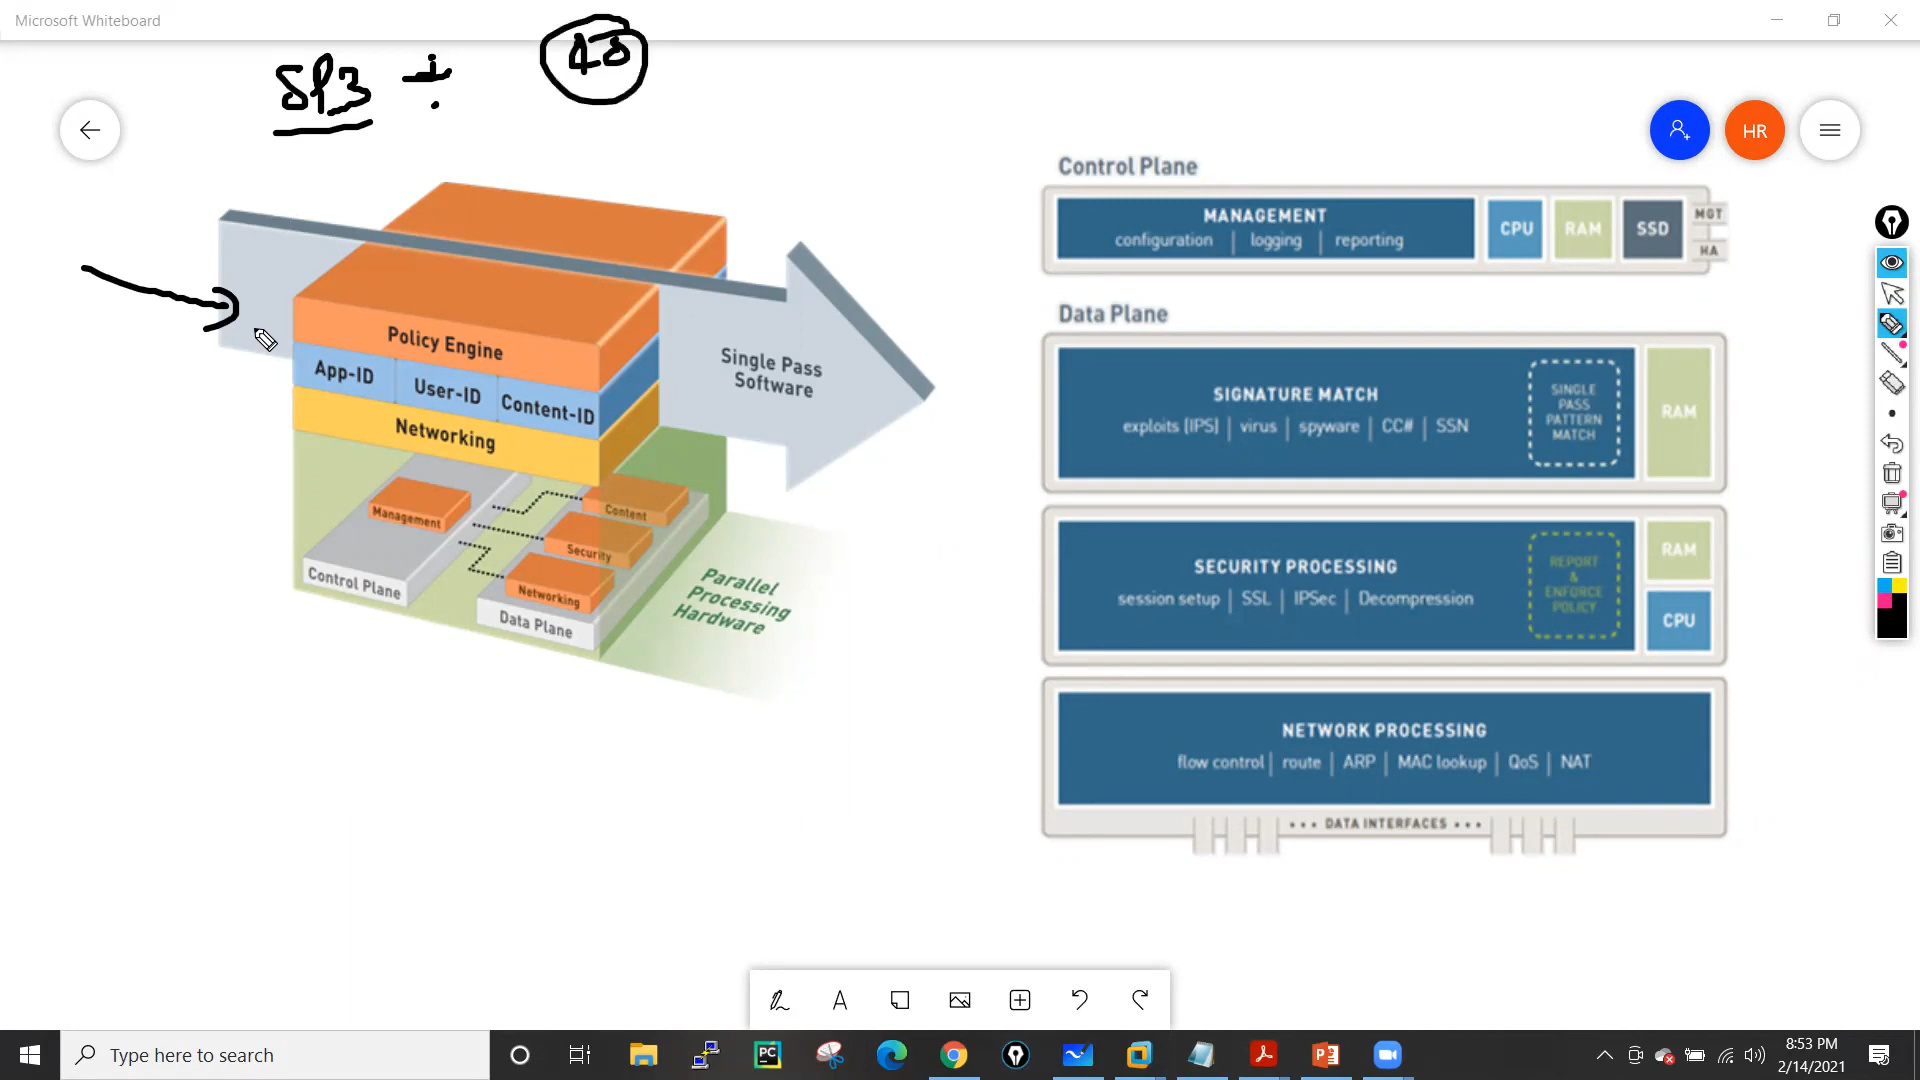 Microsoft Whiteboard
SP3 ÷
48
HR
Policy Engine
App-ID User-ID Content-ID
Networking
Single Pass
Software
Management
Content
Security
Networking
Control Plane
Data Plane
Parallel
Processing
Hardware
Control Plane
MANAGEMENT
configuration | logging | reporting
CPU
RAM
SSD
MGT
HA
Data Plane
SIGNATURE MATCH
exploits (IPS) | virus | spyware | CC# | SSN
SINGLE
PASS
PATTERN
MATCH
RAM
SECURITY PROCESSING
session setup | SSL | IPSec | Decompression
REPORT
&
ENFORCE
POLICY
RAM
CPU
NETWORK PROCESSING
flow control | route | ARP | MAC lookup | QoS | NAT
••• DATA INTERFACES •••
A
Type here to search
PC
8:53 PM
2/14/2021